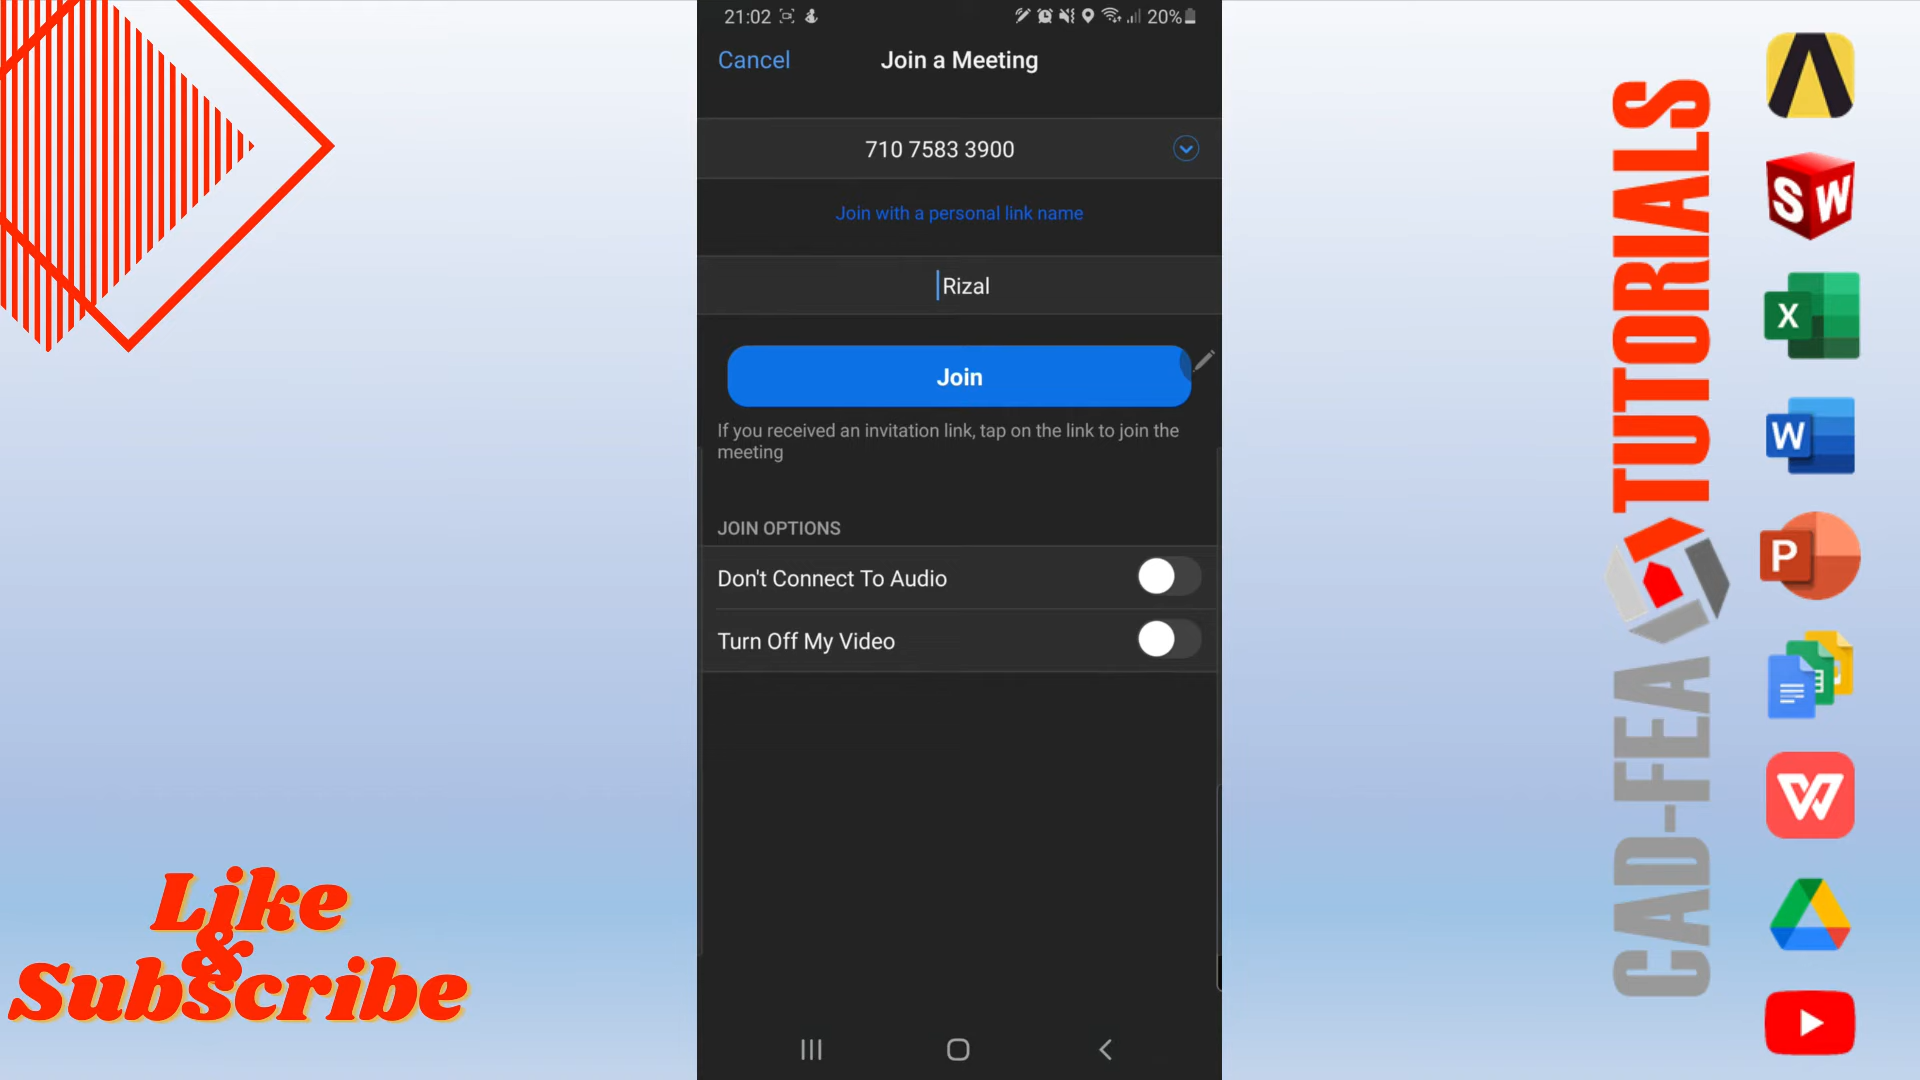 21:02
20%
Cancel
Join a Meeting
710 7583 3900
Join with a personal link name
Rizal
Join
If you received an invitation link, tap on the link to join the
meeting
JOIN OPTIONS
Don't Connect To Audio
Turn Off My Video
Like
&
Subscribe
CAD-FEA TUTORIALS
SW
X
W
P